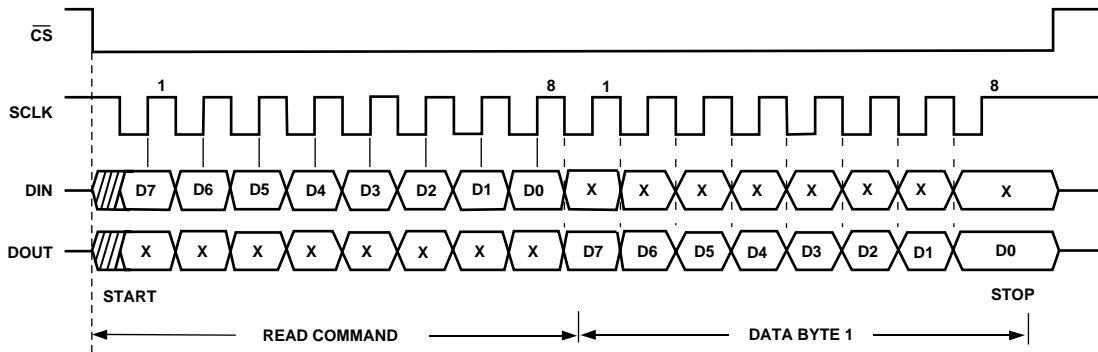 CS
1 8 1 8
SCLK
DIN D7 D6 D5 D4 D3 D2 D1 D0 X X X X X X X X
DOUT X X X X X X X X D7 D6 D5 D4 D3 D2 D1 D0
START STOP
READ COMMAND DATA BYTE 1